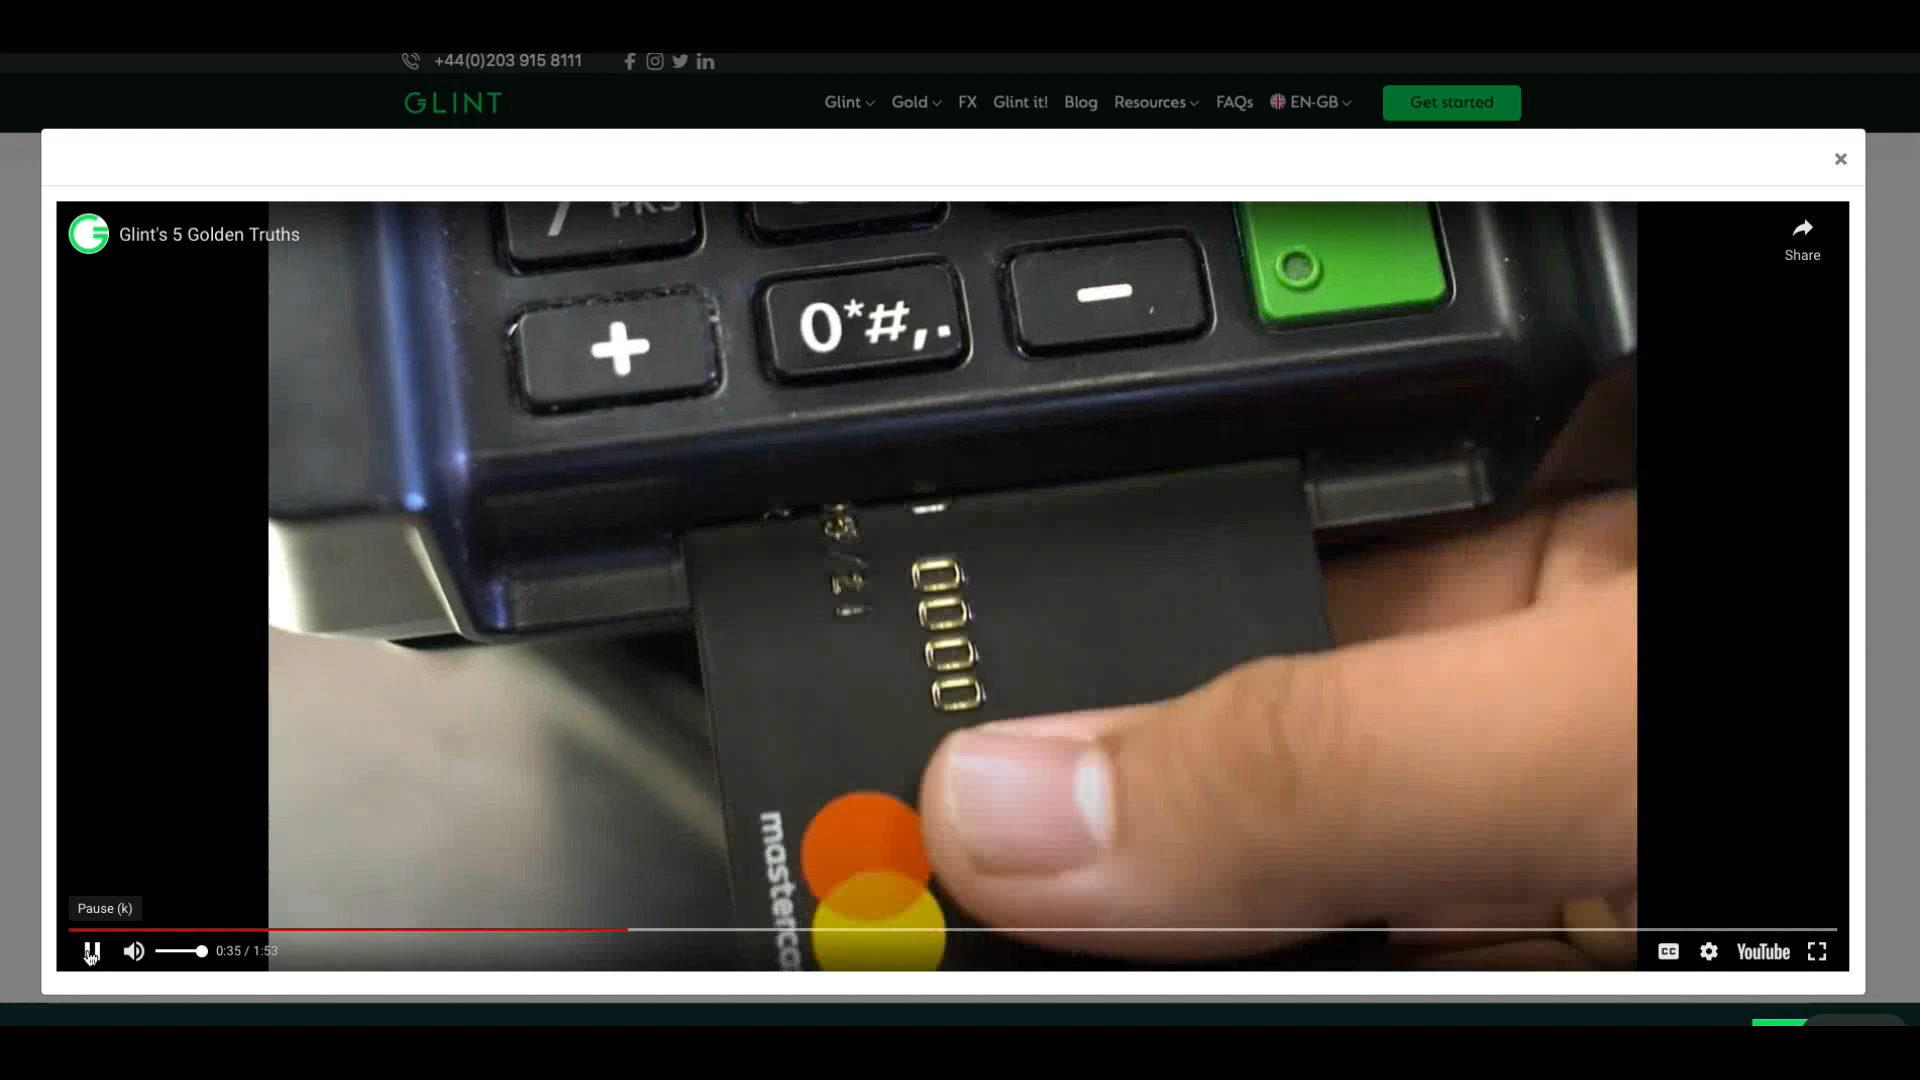 +44(0)203 915 8111
GLINT
Glint Gold FX Glint it! Blog Resources FAQs EN-GB Get started
×
Glint's 5 Golden Truths
Share
+ 0*#,. -
0000
Pause (k)
0:35 / 1:53
CC YouTube